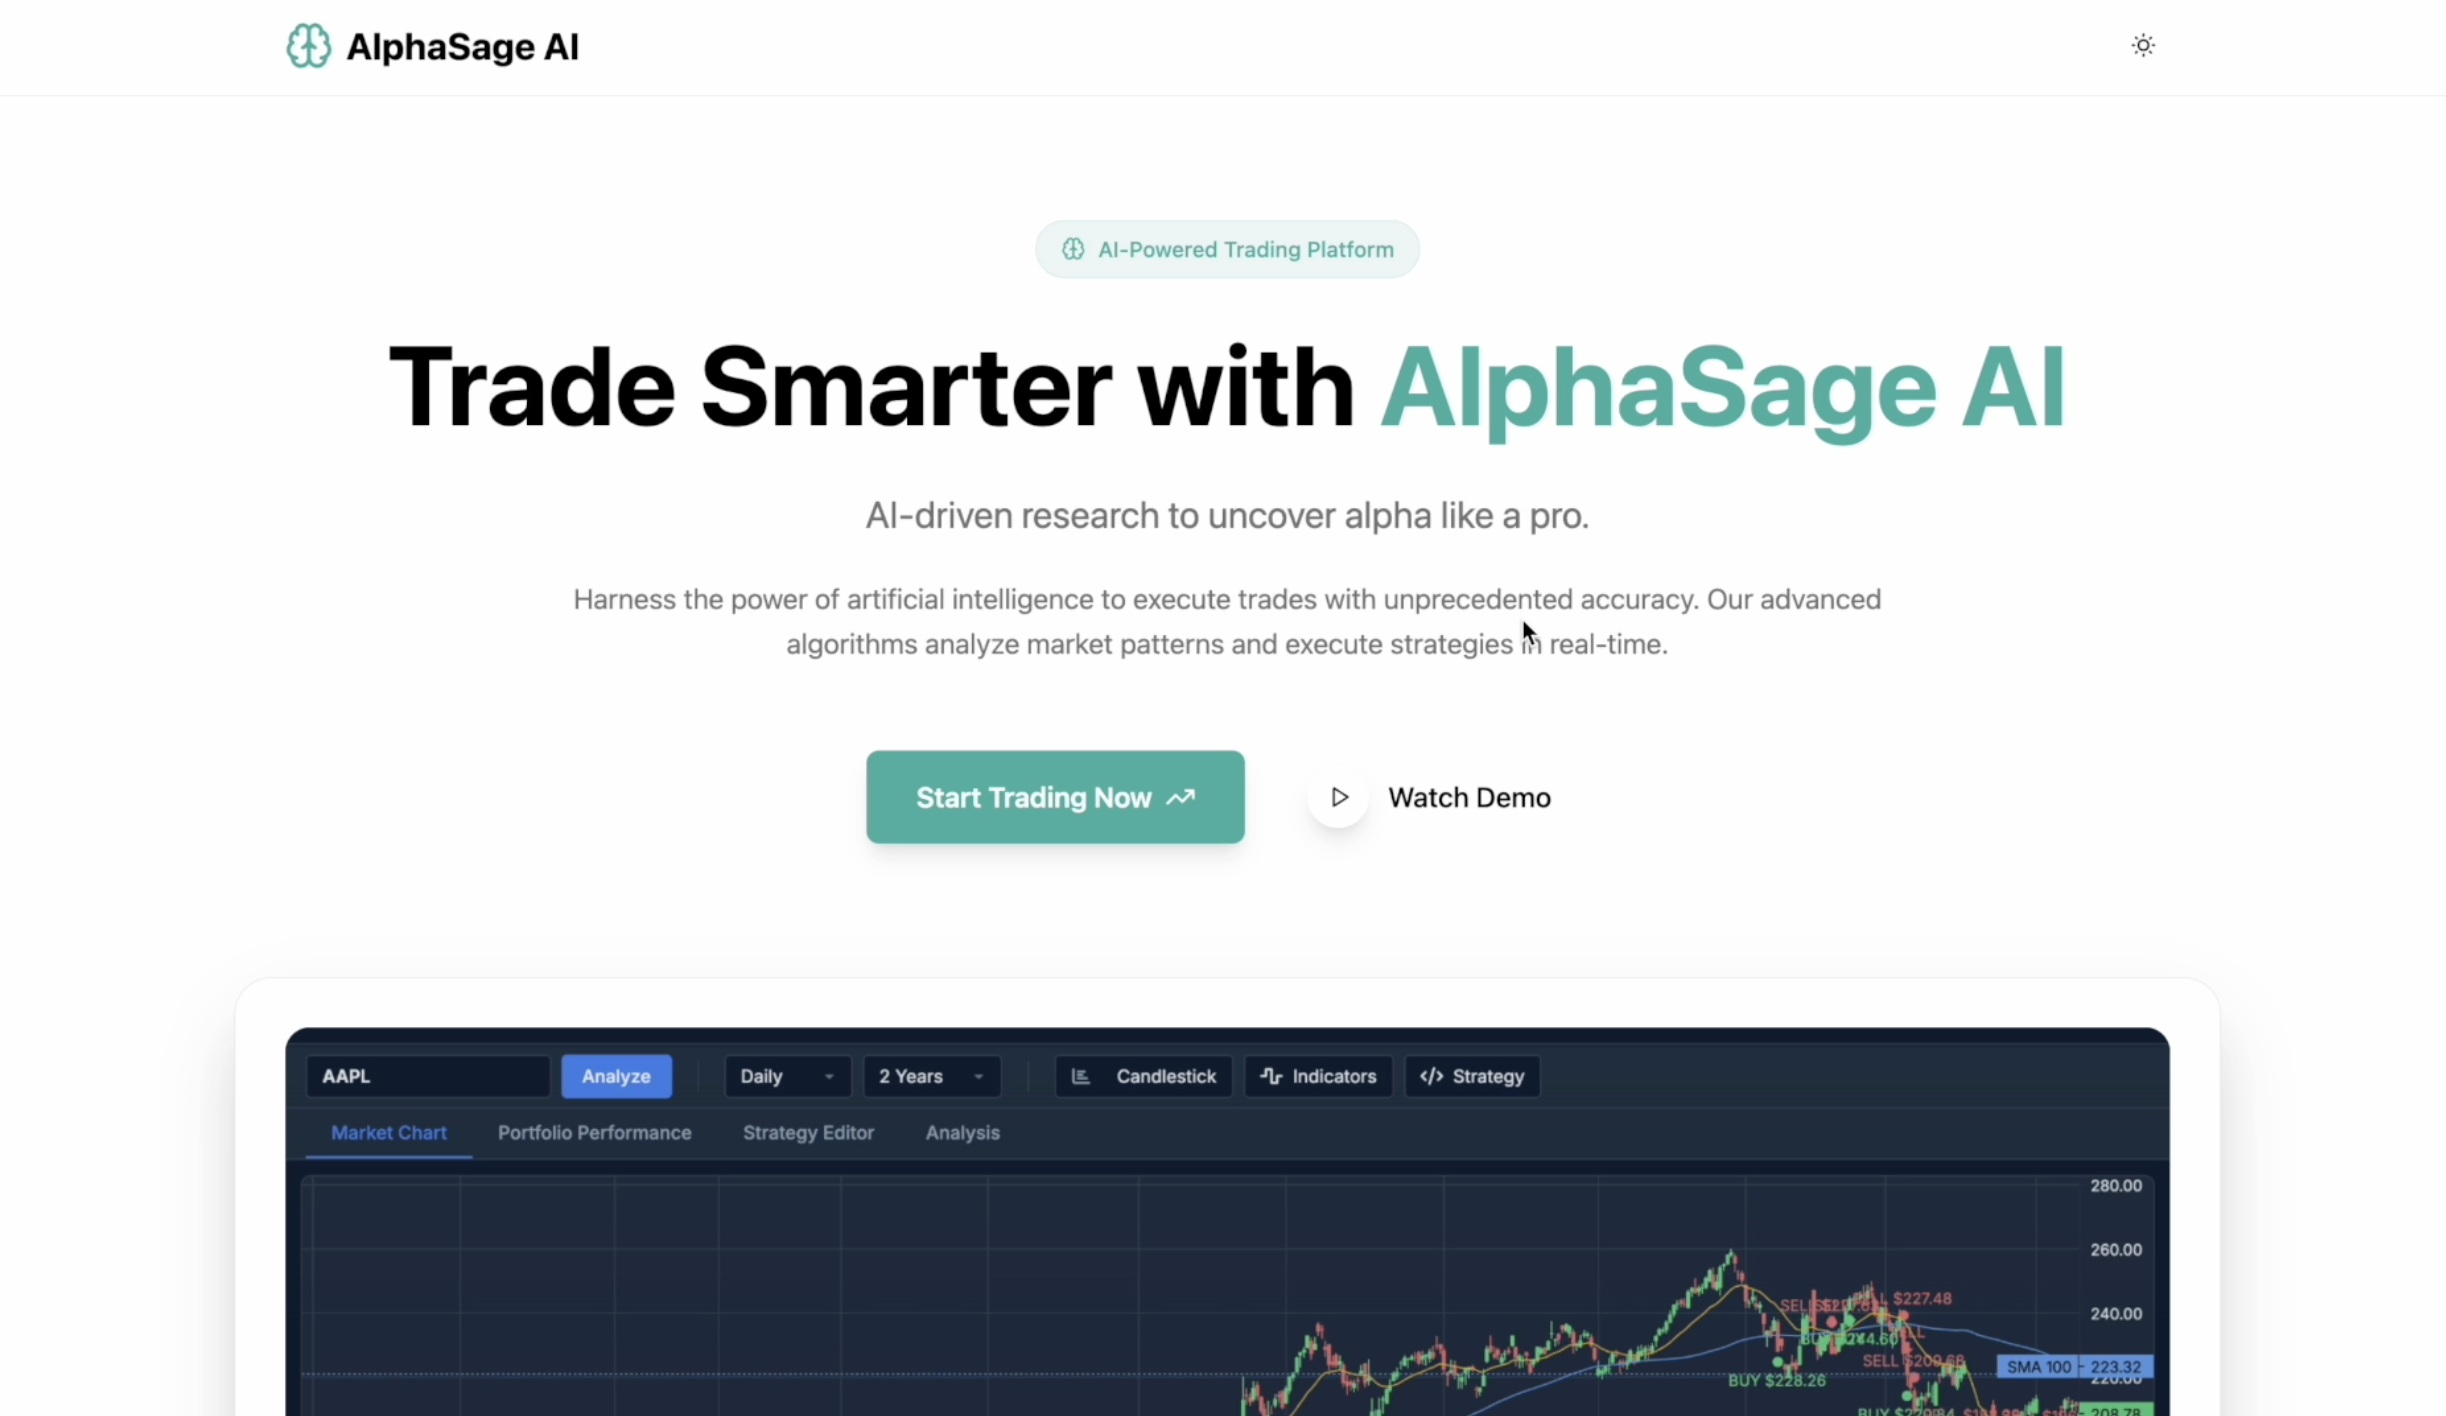 AlphaSage AI
AI-Powered Trading Platform
Trade Smarter with AlphaSage AI
AI-driven research to uncover alpha like a pro.
Harness the power of artificial intelligence to execute trades with unprecedented accuracy. Our advanced
algorithms analyze market patterns and execute strategies in real-time.
Start Trading Now
Watch Demo
AAPL
Analyze
Daily
2 Years
Candlestick
Indicators
</> Strategy
Market Chart
Portfolio Performance
Strategy Editor
Analysis
280.00
260.00
$227.48
240.00
SELL $209.68
SMA 100 - 223.32
220.00
BUY $228.26
208.78